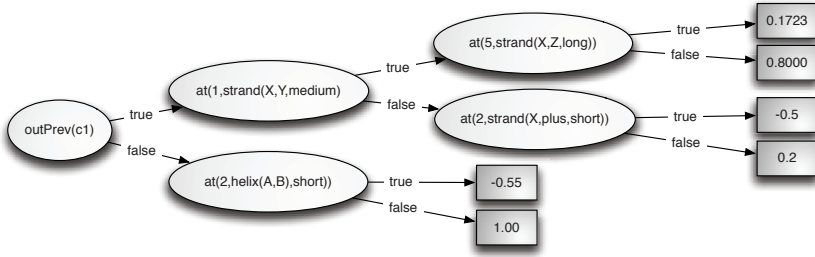 outPrev(c1)
true
false
at(1,strand(X,Y,medium)
true
false
at(2,helix(A,B),short))
true
false
at(5,strand(X,Z,long))
true
false
at(2,strand(X,plus,short))
true
false
0.1723
0.8000
-0.5
0.2
-0.55
1.00